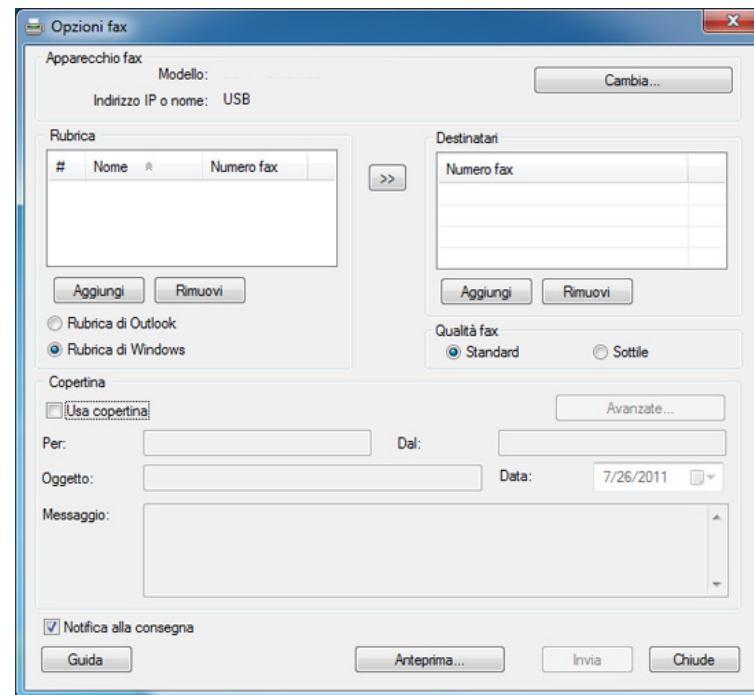 Opzioni fax
Apparecchio fax
Modello:
Cambia...
Indirizzo IP o nome: USB
Rubrica
# Nome Numero fax
>>
Destinatari
Numero fax
Aggiungi Rimuovi
Aggiungi Rimuovi
Rubrica di Outlook
Rubrica di Windows
Qualità fax
Standard Sottile
Copertina
Usa copertina
Avanzate...
Per: Dal:
Oggetto: Data: 7/26/2011
Messaggio:
Notifica alla consegna
Guida Anteprima... Invia Chiude